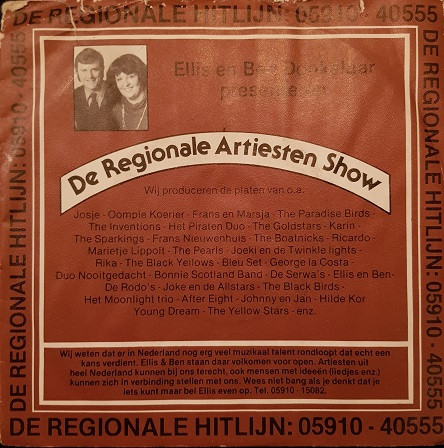 DE REGIONALE HITLIJN: 05910 - 40555
Ellis en Ben
presenteren
De Regionale Artiesten Show
Wij produceren de platen van o.a.
Josje - Oompie Koerier - Frans en Marsja - The Paradise Birds -
The Inventions - Het Piraten Duo - The Goldstars - Karin -
The Sparkings - Frans Nieuwenhuis - The Boatnicks - Ricardo -
Marietje Lippolt - The Pearls - Joeki en de Twinkle lights -
Rika - The Black Yellows - Bleu Set - George la Costa -
Duo Nooitgedacht - Bonnie Scotland Band - De Serwa's - Ellis en Ben-
De Rodo's - Joke en de Allstars - The Black Birds -
Het Moonlight trio - After Eight - Johnny en Jan - Hilde Kor
Young Dream - The Yellow Stars - enz.
Wij weten dat er in Nederland nog erg veel muzikaal talent rondloopt dat echt een
kans verdient. Ellis & Ben staan daar volkomen voor open. Artiesten uit
heel Nederland kunnen bij ons terecht, ook mensen met ideeën (liedjes enz.)
kunnen zich in verbinding stellen met ons. Wees niet bang als je denkt dat je
iets kunt maar bel Ellis even op. Tel. 05910 - 15082.
DE REGIONALE HITLIJN: 05910 - 40555
DE REGIONALE HITLIJN: 05910 - 40555
DE REGIONALE HITLIJN: 05910 - 40555